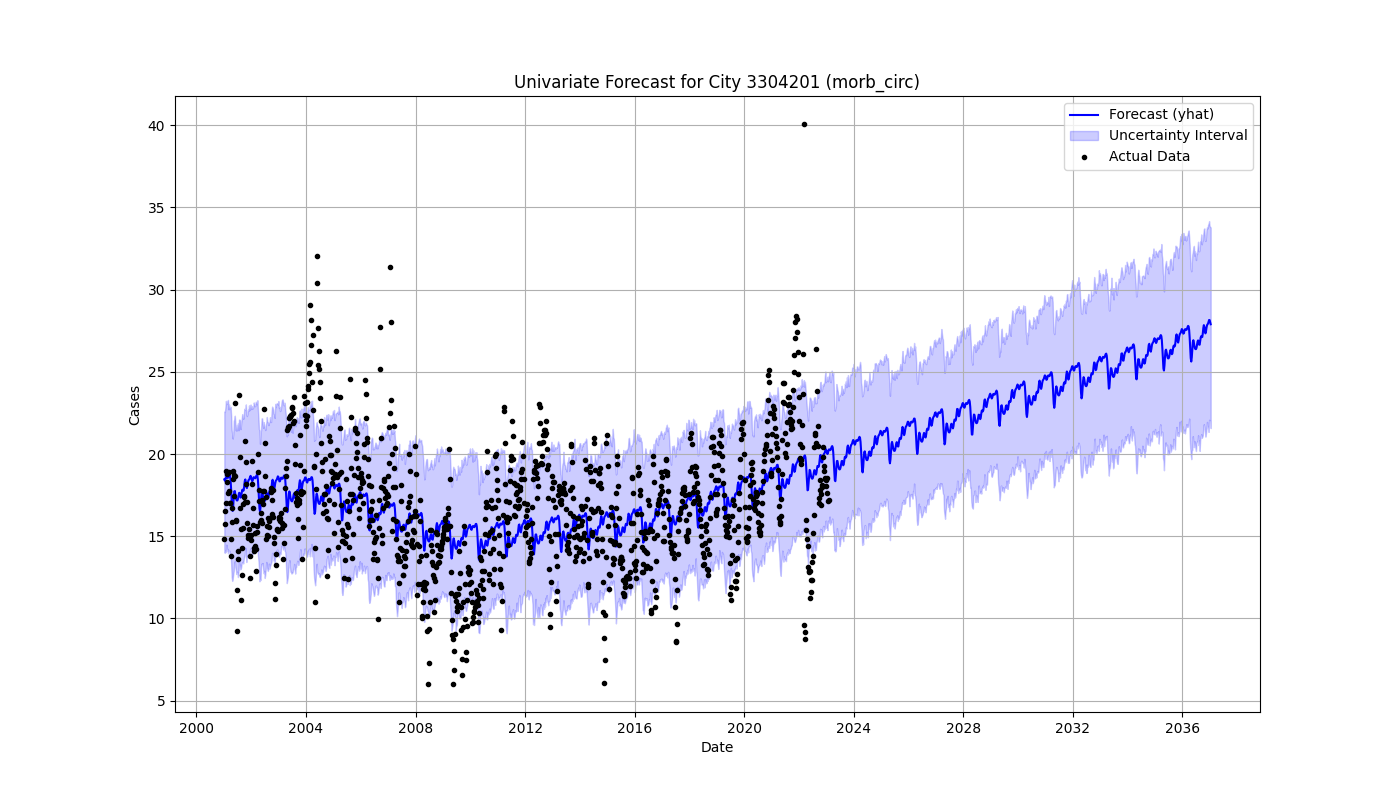 Univariate Forecast for City 3304201 (morb_circ)
Forecast (yhat)
Uncertainty Interval
Actual Data
Cases
40
35
30
25
20
15
10
5
2000 2004 2008 2012 2016 2020 2024 2028 2032 2036
Date